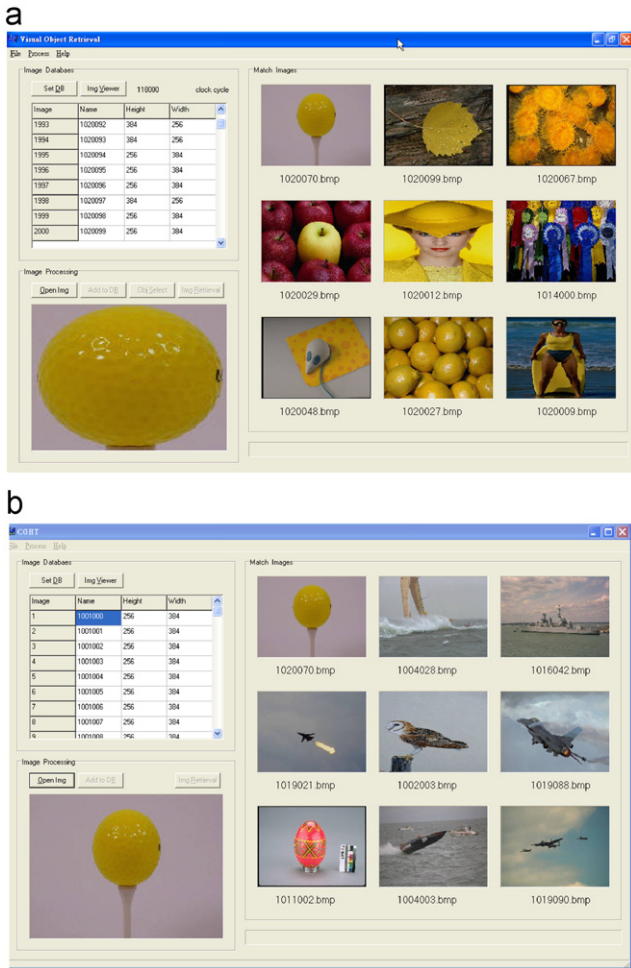 a
Visual Object Retrieval
File Process Help
Image Databaes
Set DB Img Viewer 118000 clock cycle
Image Name Height Width
1993 1020092 384 256
1994 1020093 384 256
1995 1020094 256 384
1996 1020095 256 384
1997 1020096 256 384
1998 1020097 384 256
1999 1020098 256 384
2000 1020099 256 384
Image Processing
Open Img Add to DB Obj Select Img Retrieval
Match Images
1020070.bmp 1020099.bmp 1020067.bmp
1020029.bmp 1020012.bmp 1014000.bmp
1020048.bmp 1020027.bmp 1020009.bmp
b
CGHT
File Process Help
Image Databaes
Set DB Img Viewer
Image Name Height Width
1 1001000 256 384
2 1001001 256 384
3 1001002 256 384
4 1001003 256 384
5 1001004 256 384
6 1001005 256 384
7 1001006 256 384
8 1001007 256 384
9 1001008 256 384
Image Processing
Open Img Add to DB Img Retrieval
Match Images
1020070.bmp 1004028.bmp 1016042.bmp
1019021.bmp 1002003.bmp 1019088.bmp
1011002.bmp 1004003.bmp 1019090.bmp